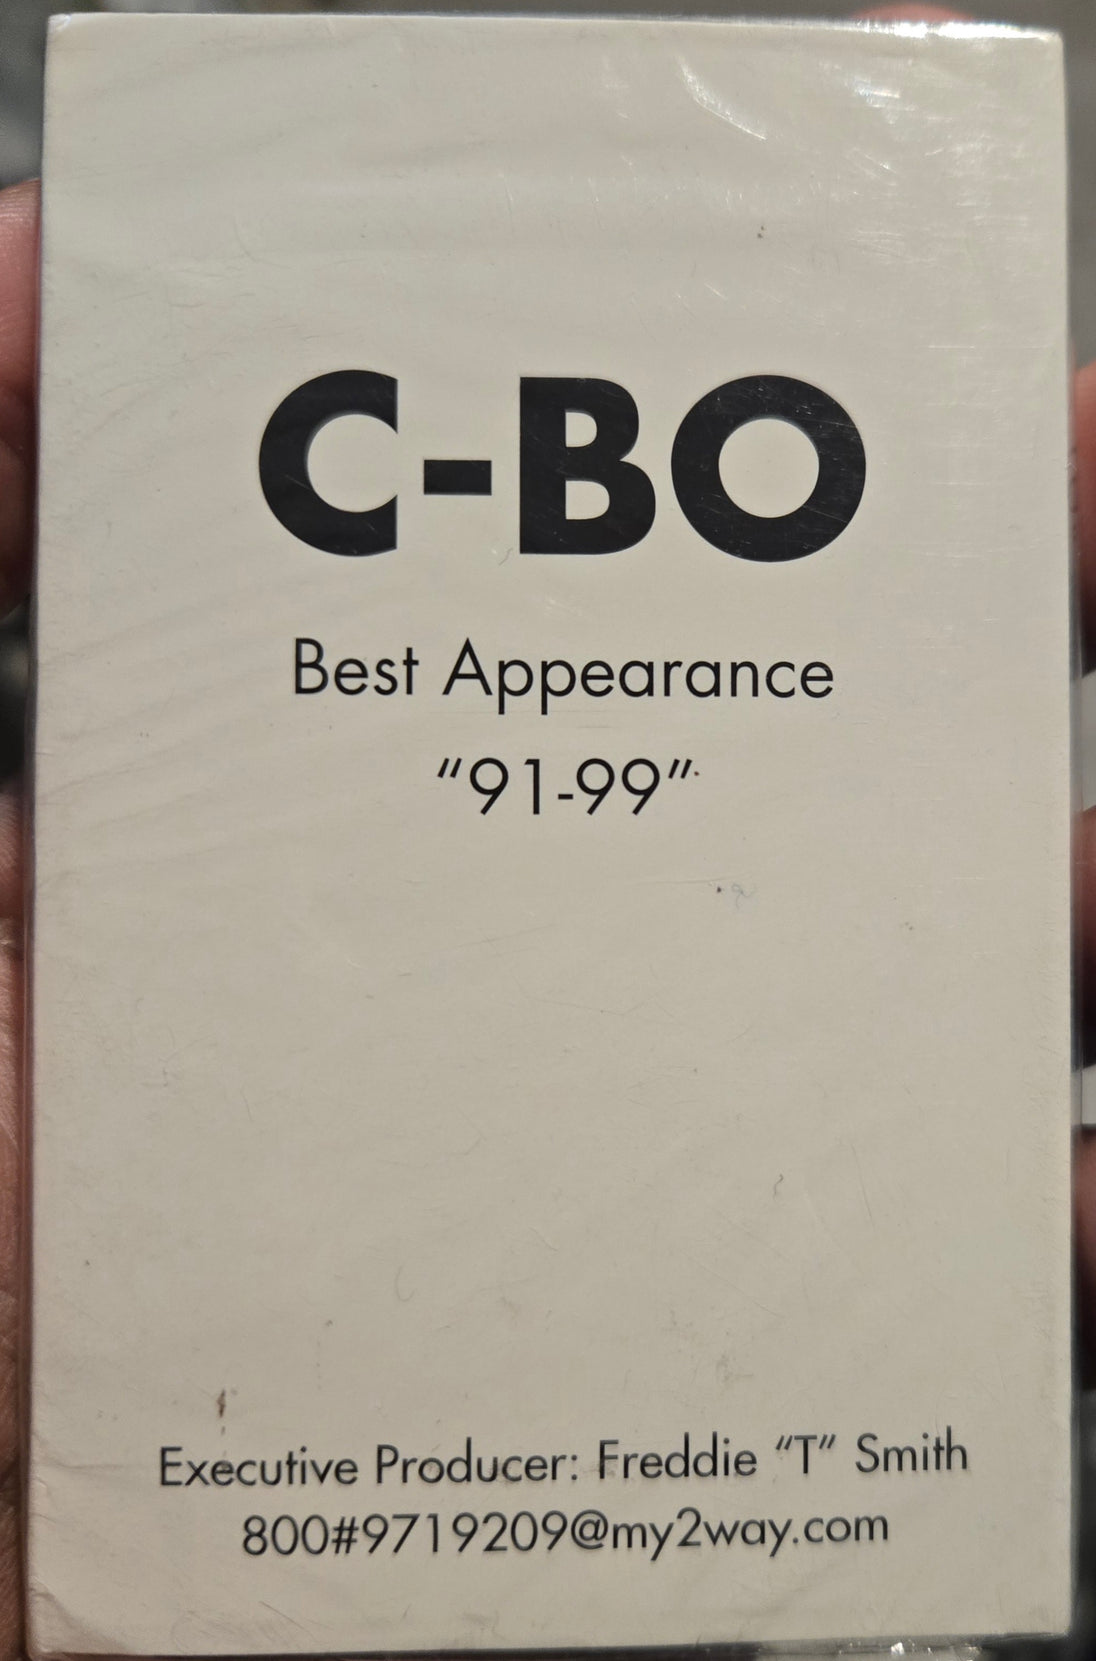 C-BO
Best Appearance
"91-99"
Executive Producer: Freddie "T" Smith
800#9719209@my2way.com